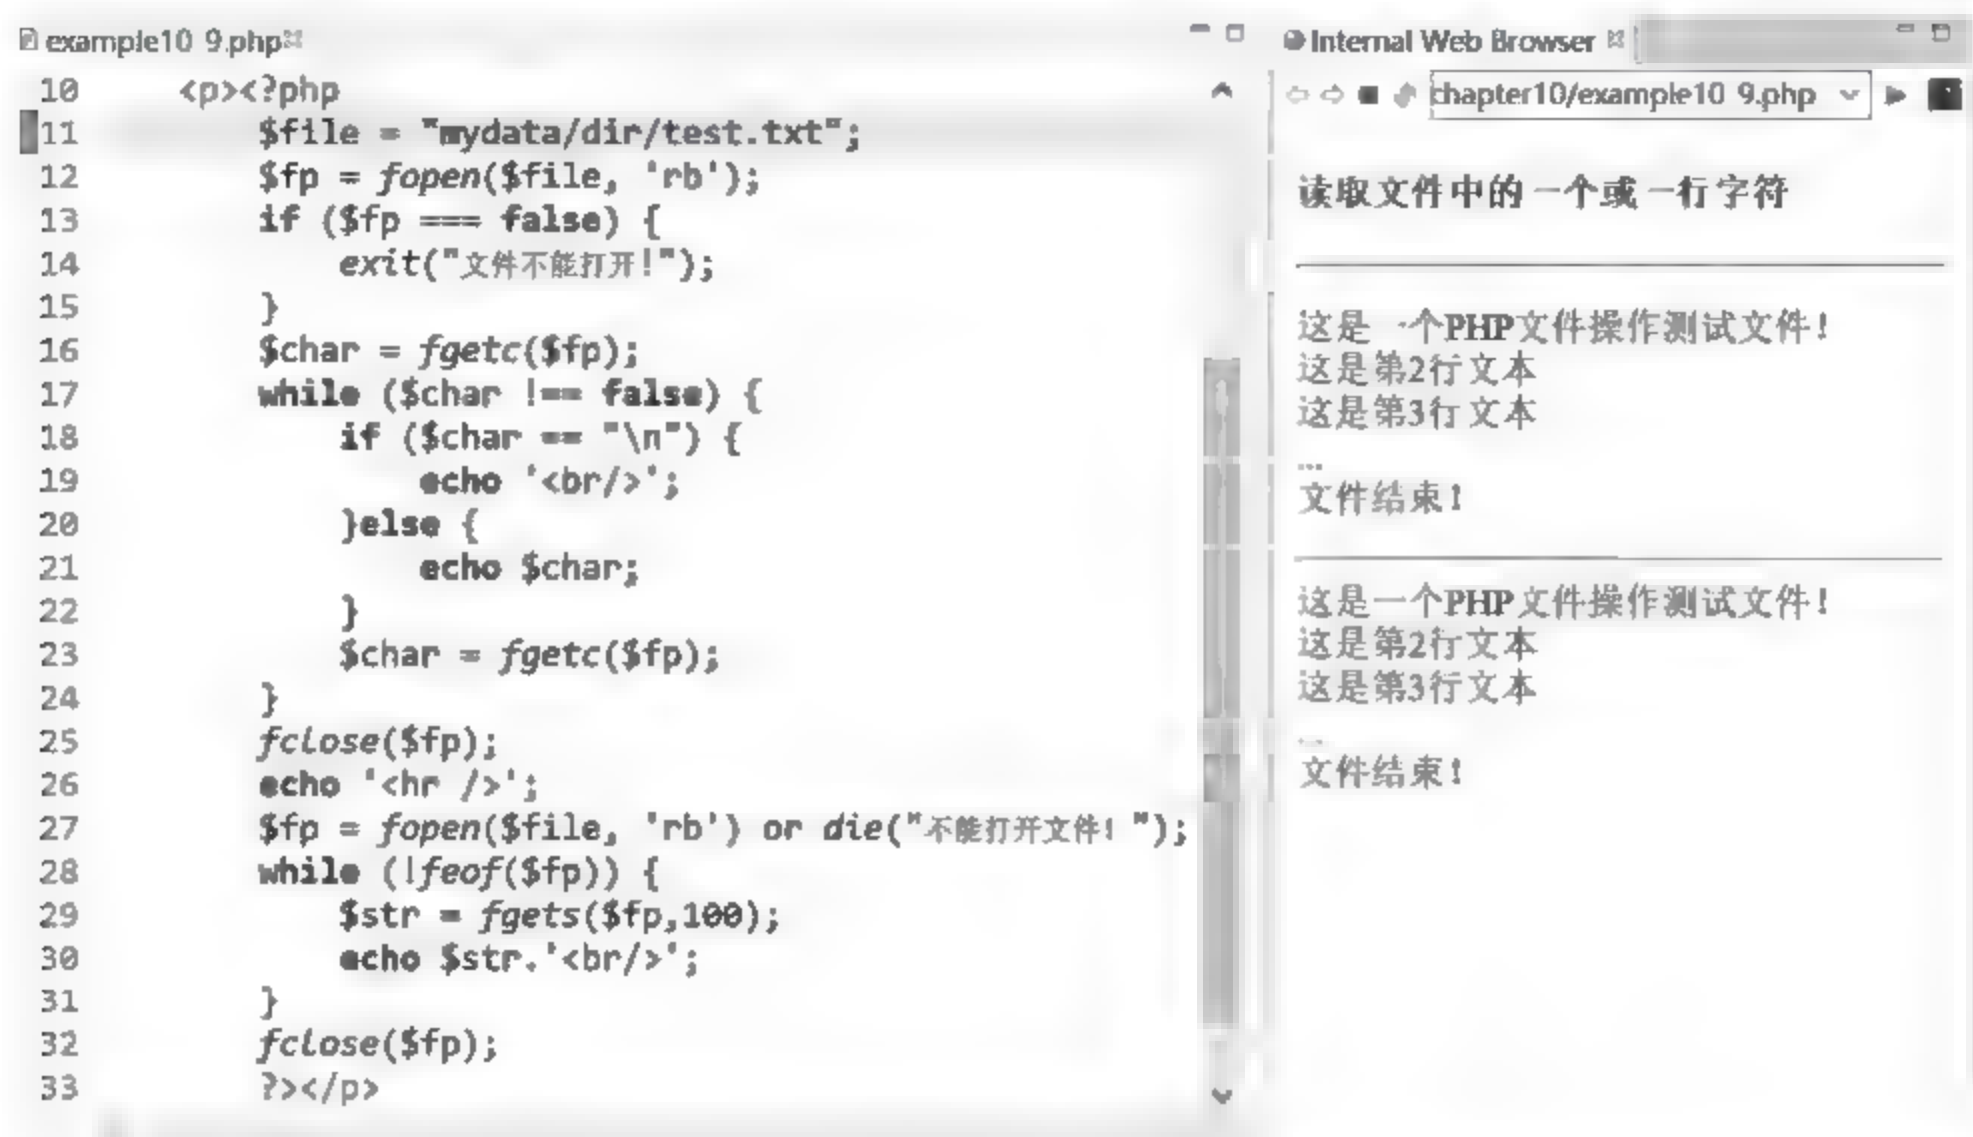 example10 9.php
10 <p><?php
11 $file = "mydata/dir/test.txt";
12 $fp = fopen($file, 'rb');
13 if ($fp === false) {
14 exit("文件不能打开!");
15 }
16 $char = fgetc($fp);
17 while ($char !== false) {
18 if ($char == "\n") {
19 echo '<br/>';
20 }else {
21 echo $char;
22 }
23 $char = fgetc($fp);
24 }
25 fclose($fp);
26 echo '<hr />';
27 $fp = fopen($file, 'rb') or die("不能打开文件! ");
28 while (!feof($fp)) {
29 $str = fgets($fp,100);
30 echo $str.'<br/>';
31 }
32 fclose($fp);
33 ?></p>
Internal Web Browser
chapter10/example10 9.php
读取文件中的一个或一行字符
这是一个PHP文件操作测试文件!
这是第2行文本
这是第3行文本
...
文件结束!
这是一个PHP文件操作测试文件!
这是第2行文本
这是第3行文本
...
文件结束!